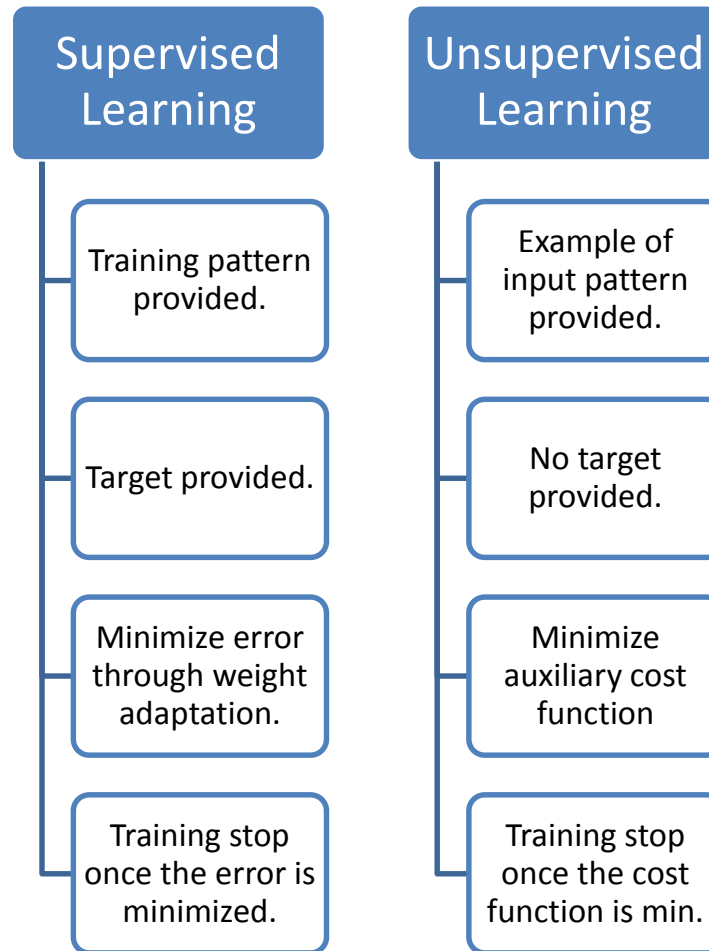 Supervised
Learning
Training pattern
provided.
Target provided.
Minimize error
through weight
adaptation.
Training stop
once the error is
minimized.
Unsupervised
Learning
Example of
input pattern
provided.
No target
provided.
Minimize
auxiliary cost
function
Training stop
once the cost
function is min.